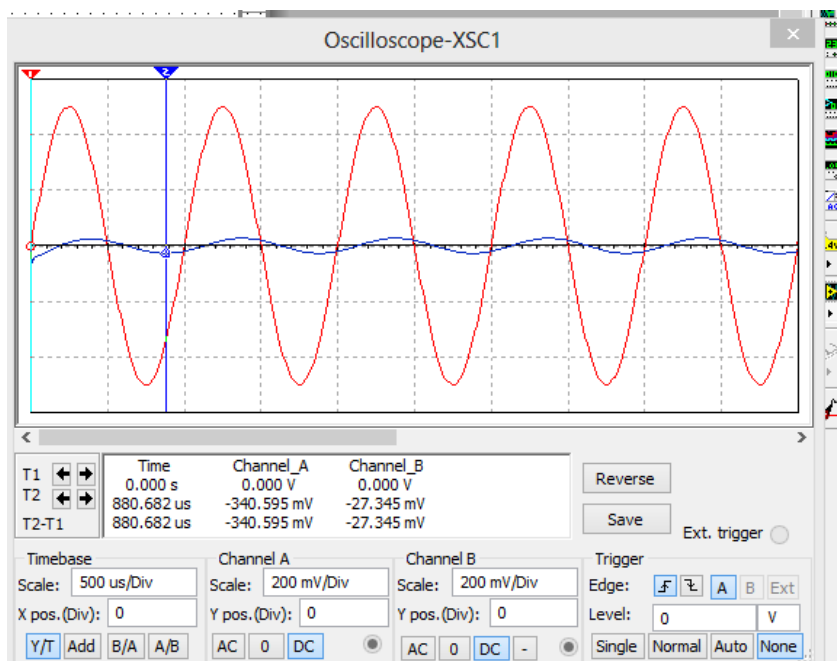 Oscilloscope-XSC1
×
1
2
T1
T2
T2-T1
Time Channel_A Channel_B
0.000 s 0.000 V 0.000 V
880.682 us -340.595 mV -27.345 mV
880.682 us -340.595 mV -27.345 mV
Reverse
Save
Ext. trigger
Timebase
Scale: 500 us/Div
X pos.(Div): 0
Y/T Add B/A A/B
Channel A
Scale: 200 mV/Div
Y pos.(Div): 0
AC 0 DC
Channel B
Scale: 200 mV/Div
Y pos.(Div): 0
AC 0 DC -
Trigger
Edge: A B Ext
Level: 0 V
Single Normal Auto None